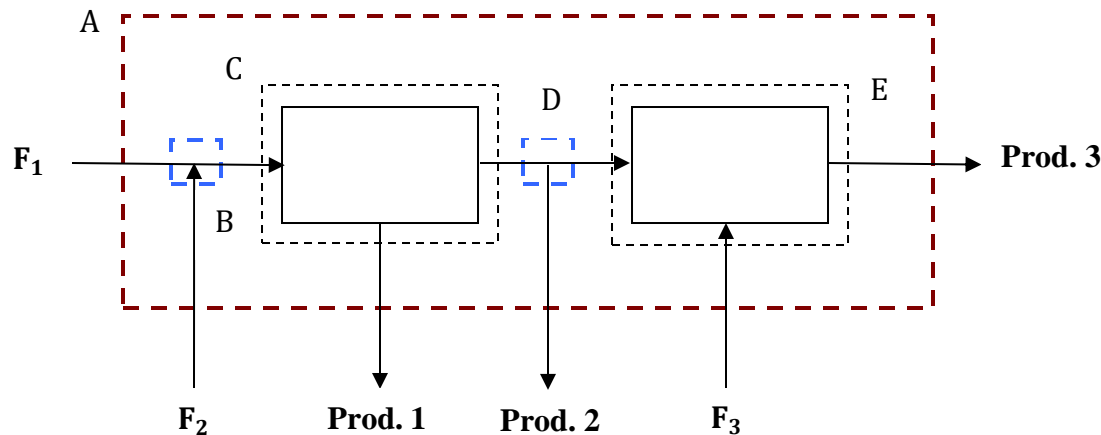 A
C
D
E
F₁
Prod. 3
B
F₂
Prod. 1
Prod. 2
F₃